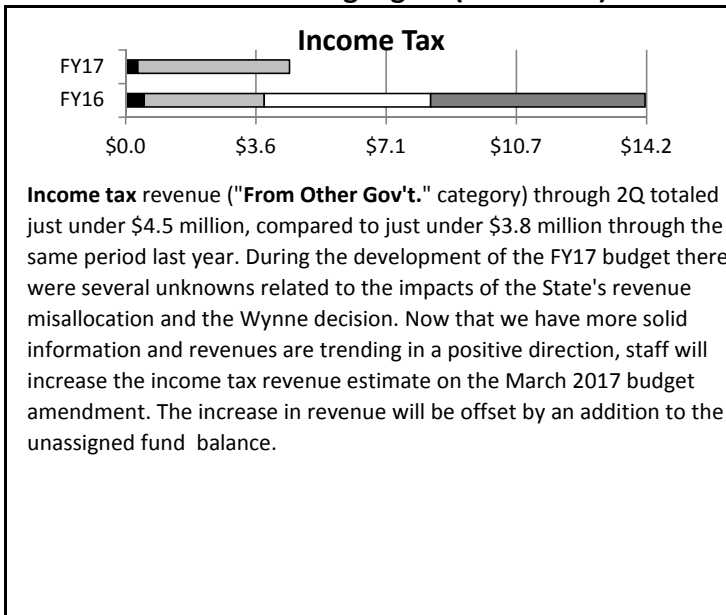 Income Tax
FY17
FY16
$0.0 $3.6 $7.1 $10.7 $14.2
Income tax revenue ("From Other Gov't." category) through 2Q totaled
just under $4.5 million, compared to just under $3.8 million through the
same period last year. During the development of the FY17 budget there
were several unknowns related to the impacts of the State's revenue
misallocation and the Wynne decision. Now that we have more solid
information and revenues are trending in a positive direction, staff will
increase the income tax revenue estimate on the March 2017 budget
amendment. The increase in revenue will be offset by an addition to the
unassigned fund balance.